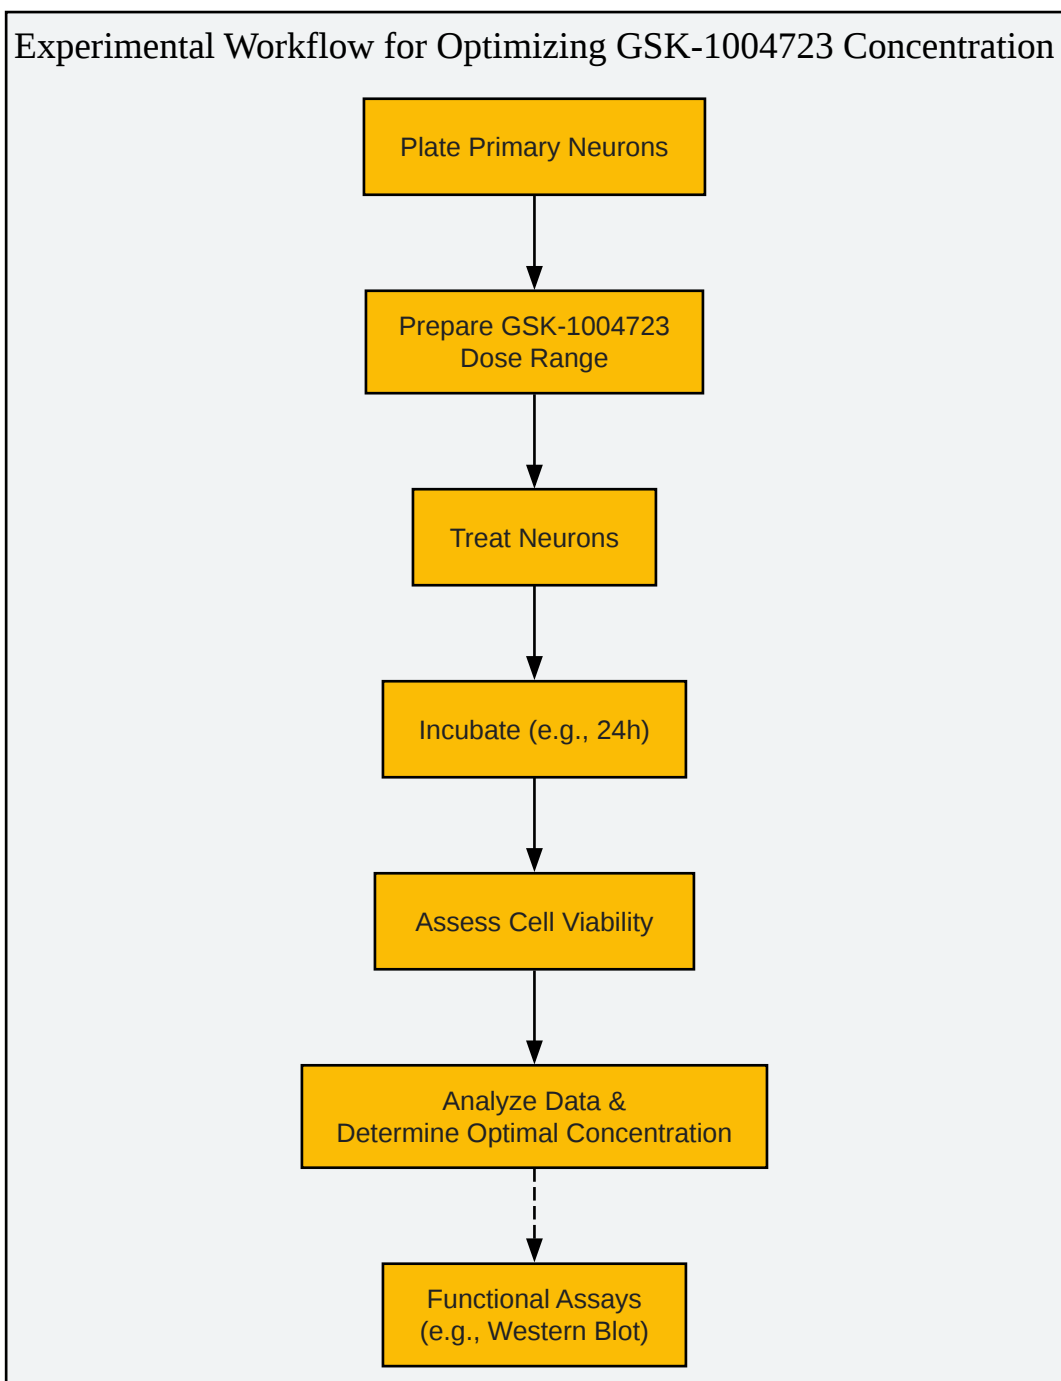 Experimental Workflow for Optimizing GSK-1004723 Concentration
Plate Primary Neurons
Prepare GSK-1004723
Dose Range
Treat Neurons
Incubate (e.g., 24h)
Assess Cell Viability
Analyze Data &
Determine Optimal Concentration
Functional Assays
(e.g., Western Blot)